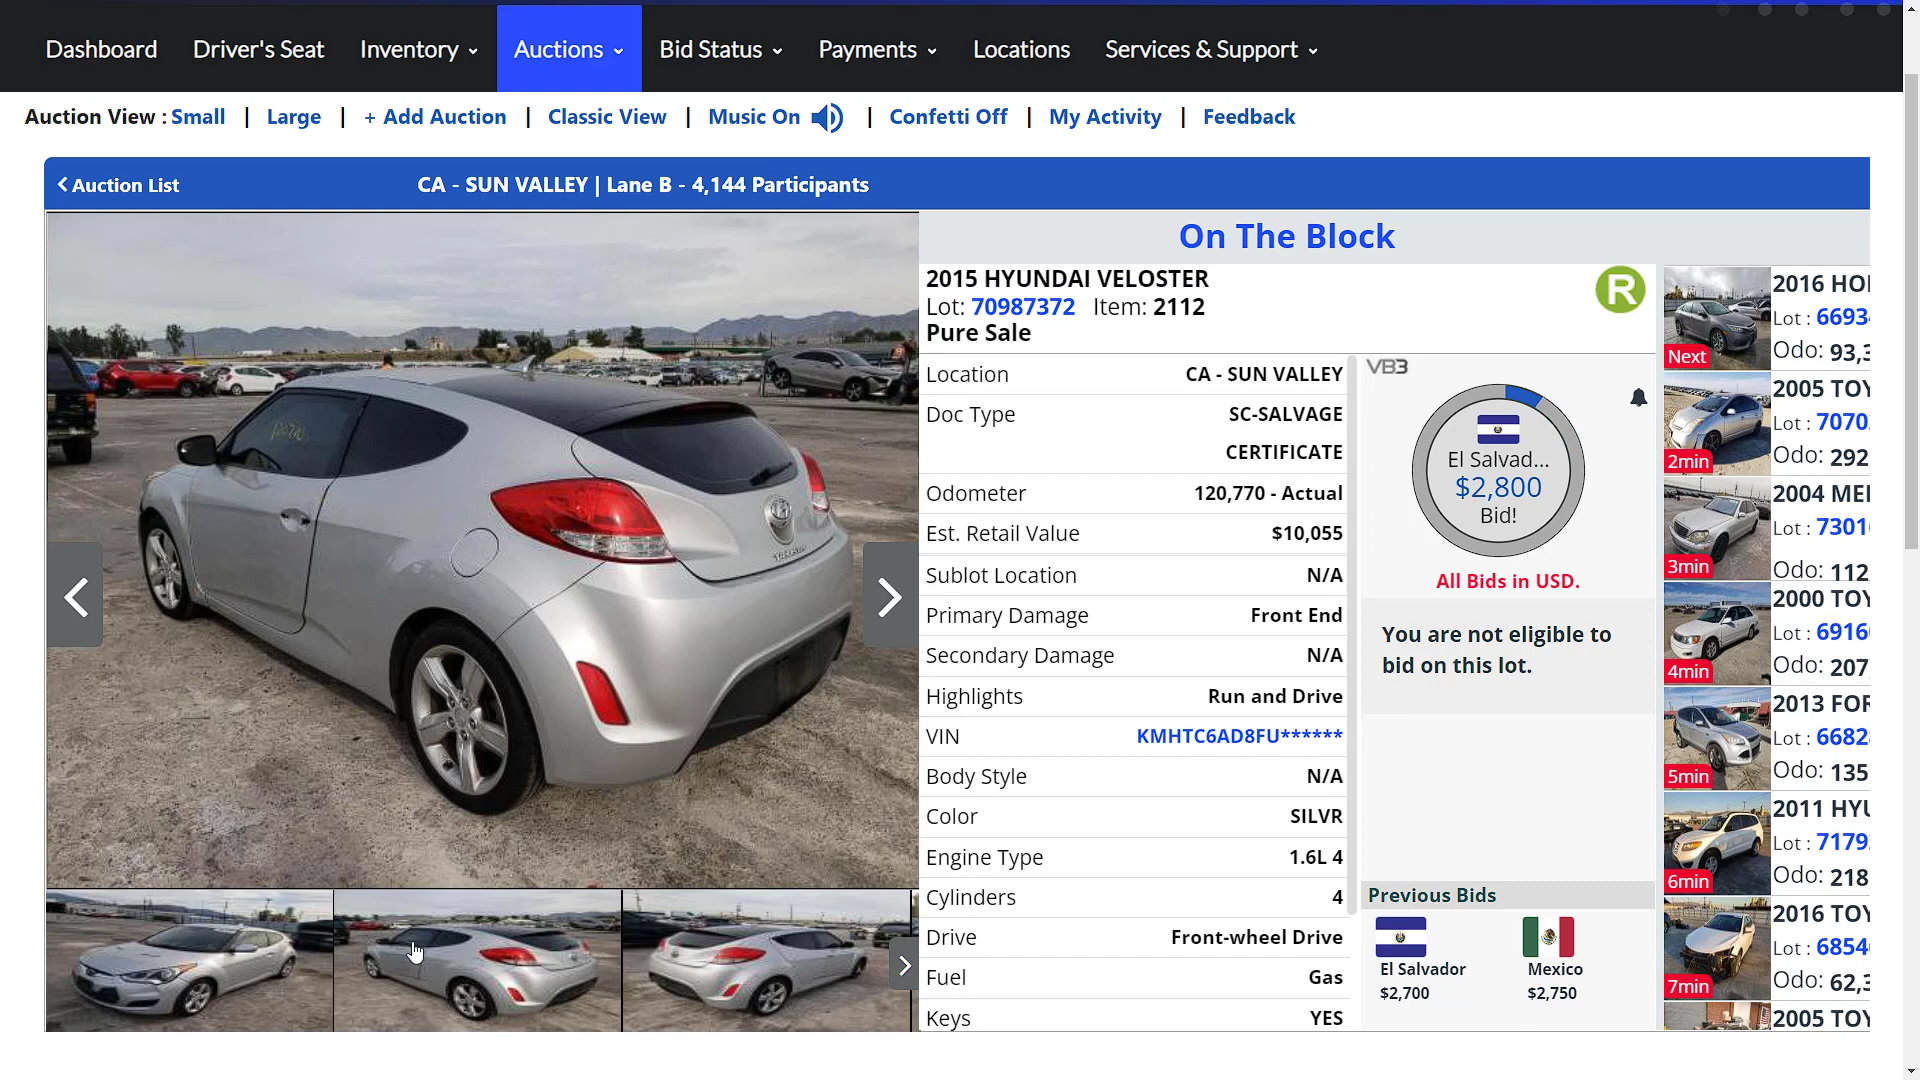 Dashboard
Driver's Seat
Inventory
Auctions
Bid Status
Payments
Locations
Services & Support
Auction View : Small | Large | + Add Auction | Classic View | Music On | Confetti Off | My Activity | Feedback
Auction List
CA - SUN VALLEY | Lane B - 4,144 Participants
On The Block
2015 HYUNDAI VELOSTER
Lot: 70987372 Item: 2112
Pure Sale
R
Location CA - SUN VALLEY
Doc Type SC-SALVAGE
CERTIFICATE
Odometer 120,770 - Actual
Est. Retail Value $10,055
Sublot Location N/A
Primary Damage Front End
Secondary Damage N/A
Highlights Run and Drive
VIN KMHTC6AD8FU******
Body Style N/A
Color SILVR
Engine Type 1.6L 4
Cylinders 4
Drive Front-wheel Drive
Fuel Gas
Keys YES
VB3
El Salvad...
$2,800
Bid!
All Bids in USD.
You are not eligible to
bid on this lot.
Previous Bids
El Salvador
$2,700
Mexico
$2,750
Next
2016 HO
Lot : 6693
Odo: 93,3
2min
2005 TOY
Lot : 7070
Odo: 292
3min
2004 ME
Lot : 7301
Odo: 112
4min
2000 TOY
Lot : 6916
Odo: 207
5min
2013 FO
Lot : 6682
Odo: 135
6min
2011 HY
Lot : 7179
Odo: 218
7min
2016 TOY
Lot : 6854
Odo: 62,3
2005 TOY